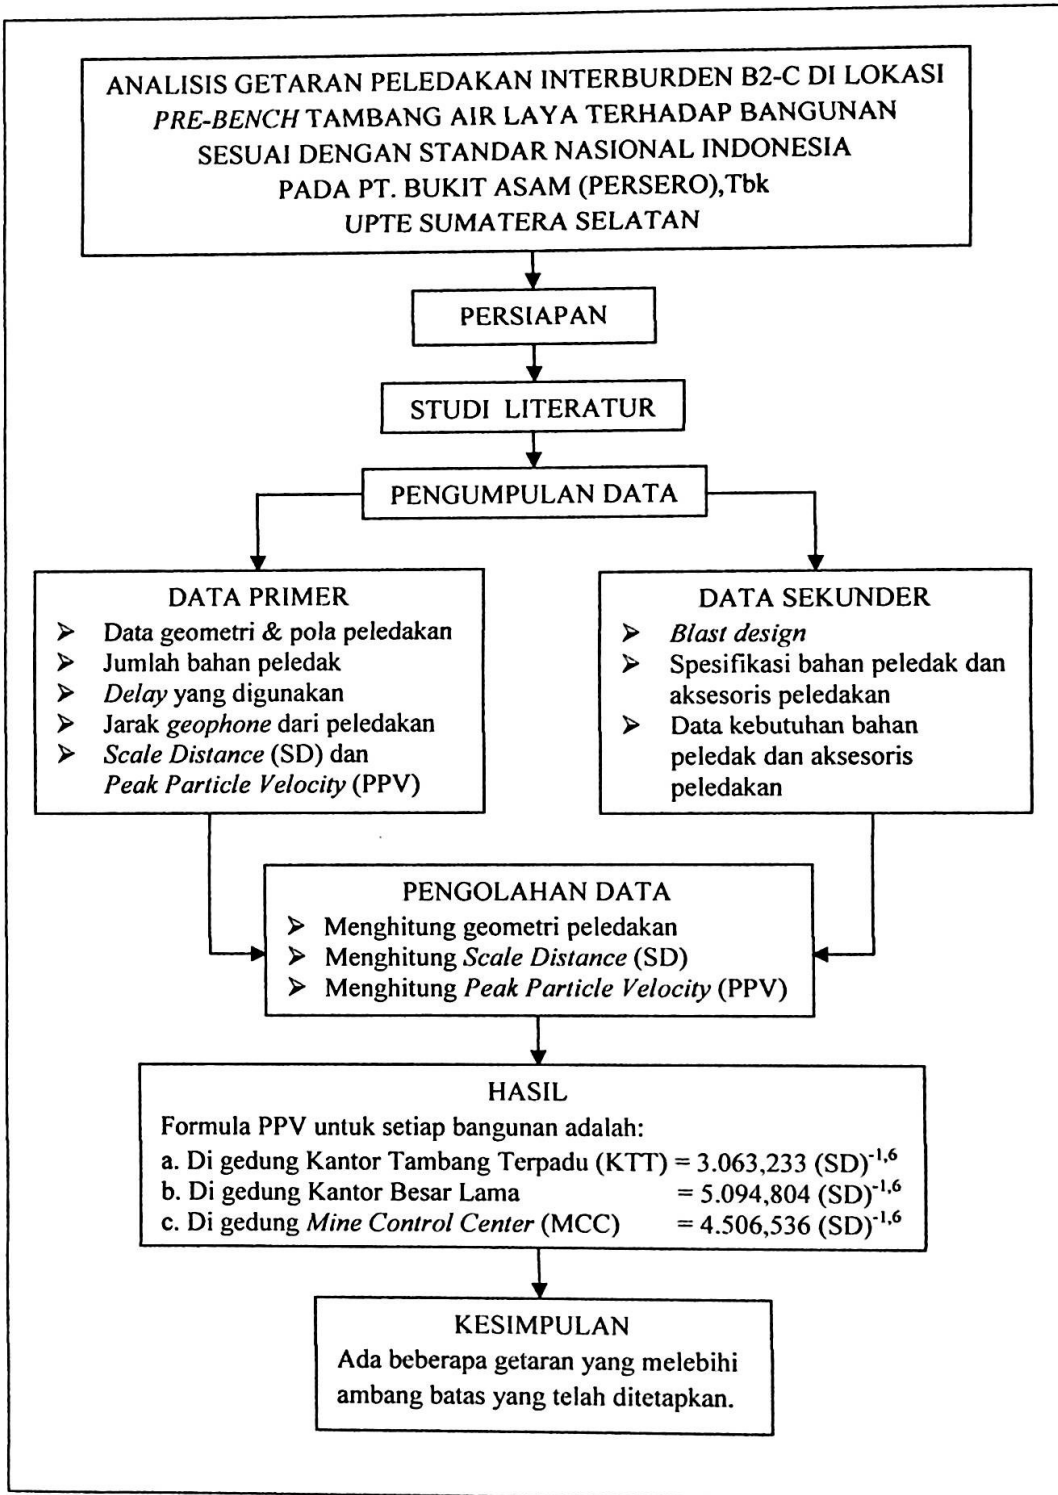 ANALISIS GETARAN PELEDAKAN INTERBURDEN B2-C DI LOKASI
PRE-BENCH TAMBANG AIR LAYA TERHADAP BANGUNAN
SESUAI DENGAN STANDAR NASIONAL INDONESIA
PADA PT. BUKIT ASAM (PERSERO),Tbk
UPTE SUMATERA SELATAN
PERSIAPAN
STUDI LITERATUR
PENGUMPULAN DATA
DATA PRIMER
➢ Data geometri & pola peledakan
➢ Jumlah bahan peledak
➢ Delay yang digunakan
➢ Jarak geophone dari peledakan
➢ Scale Distance (SD) dan
Peak Particle Velocity (PPV)
DATA SEKUNDER
➢ Blast design
➢ Spesifikasi bahan peledak dan
aksesoris peledakan
➢ Data kebutuhan bahan
peledak dan aksesoris
peledakan
PENGOLAHAN DATA
➢ Menghitung geometri peledakan
➢ Menghitung Scale Distance (SD)
➢ Menghitung Peak Particle Velocity (PPV)
HASIL
Formula PPV untuk setiap bangunan adalah:
a. Di gedung Kantor Tambang Terpadu (KTT) = 3.063,233 (SD)⁻¹,⁶
b. Di gedung Kantor Besar Lama = 5.094,804 (SD)⁻¹,⁶
c. Di gedung Mine Control Center (MCC) = 4.506,536 (SD)⁻¹,⁶
KESIMPULAN
Ada beberapa getaran yang melebihi
ambang batas yang telah ditetapkan.